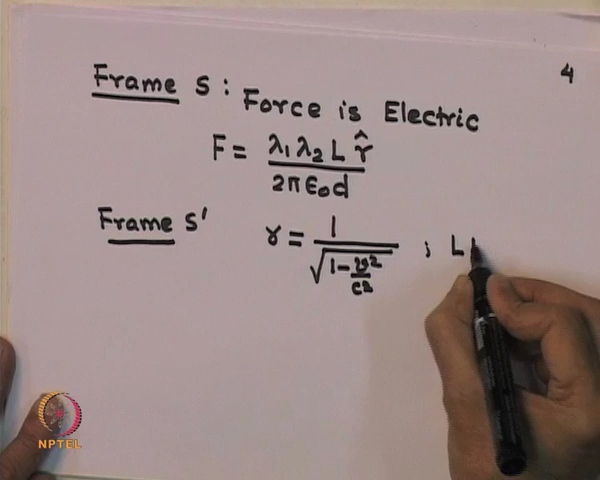 4
Frame S : Force is Electric
F = λ₁ λ₂ L r̂ / 2π ϵ₀ d
Frame S' γ = 1 / √(1 - v²/c²) ; L
NPTEL